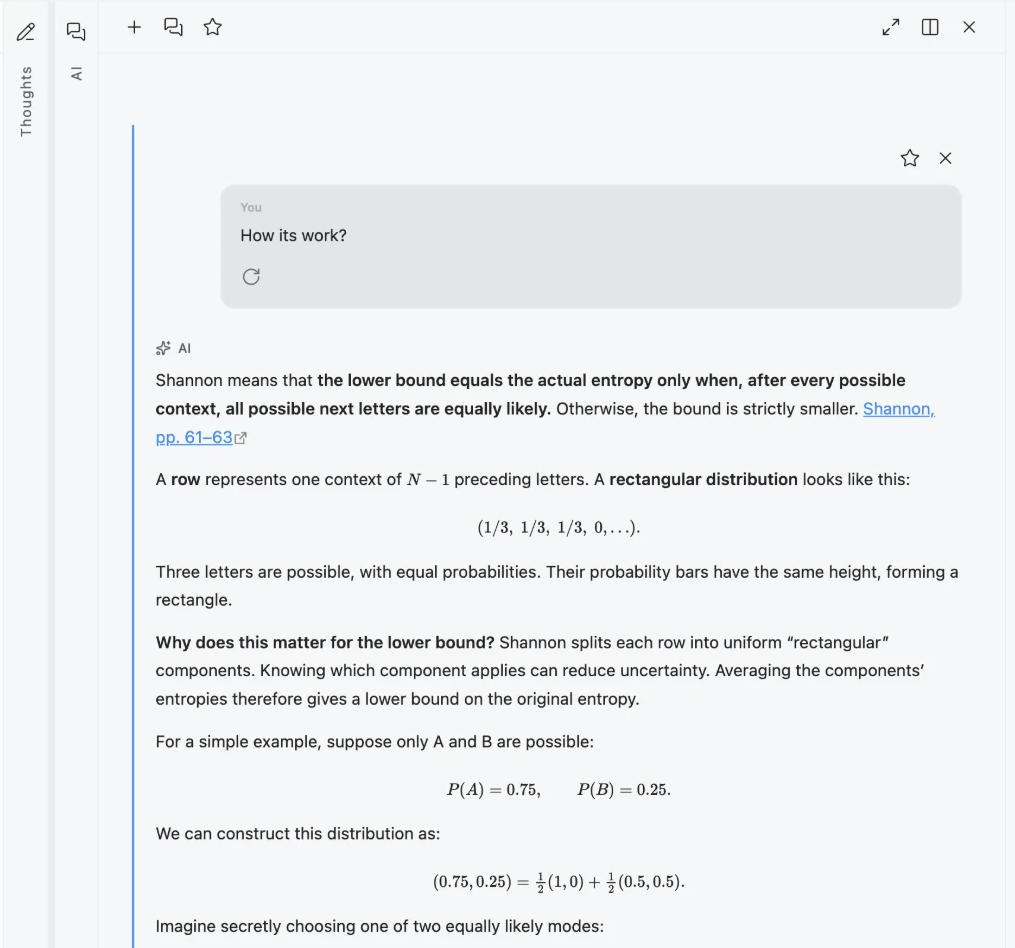 Thoughts
AI
You
How its work?
AI
Shannon means that the lower bound equals the actual entropy only when, after every possible
context, all possible next letters are equally likely. Otherwise, the bound is strictly smaller. Shannon,
pp. 61–63
A row represents one context of N − 1 preceding letters. A rectangular distribution looks like this:
(1/3, 1/3, 1/3, 0, . . .).
Three letters are possible, with equal probabilities. Their probability bars have the same height, forming a
rectangle.
Why does this matter for the lower bound? Shannon splits each row into uniform “rectangular”
components. Knowing which component applies can reduce uncertainty. Averaging the components’
entropies therefore gives a lower bound on the original entropy.
For a simple example, suppose only A and B are possible:
P(A) = 0.75, P(B) = 0.25.
We can construct this distribution as:
(0.75, 0.25) = 1/2 (1, 0) + 1/2 (0.5, 0.5).
Imagine secretly choosing one of two equally likely modes: